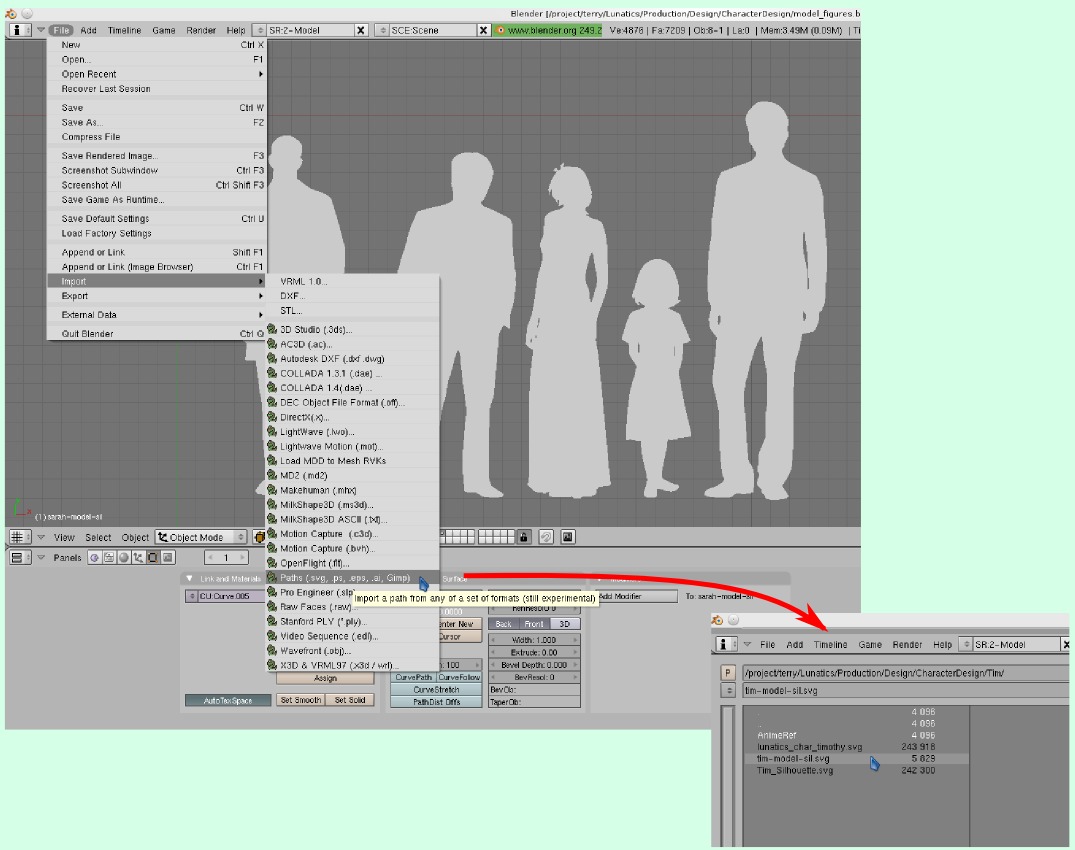 Blender [/project/terry/Lunatics/Production/Design/CharacterDesign/model_figures.b
File Add Timeline Game Render Help SR:2-Model X SCE:Scene X www.blender.org 249.2 Ve:4876 | Fa:7209 | Ob:8-1 | La:0 | Mem:3.49M (0.09M) | Ti
New Ctrl X
Open... F1
Open Recent
Recover Last Session
Save Ctrl W
Save As... F2
Compress File
Save Rendered Image... F3
Screenshot Subwindow Ctrl F3
Screenshot All Ctrl Shift F3
Save Game As Runtime...
Save Default Settings Ctrl U
Load Factory Settings
Append or Link Shift F1
Append or Link (Image Browser) Ctrl F1
Import
Export
External Data
Quit Blender Ctrl Q
VRML 1.0...
DXF...
STL...
3D Studio (.3ds)...
AC3D (.ac)...
Autodesk DXF (.dxf .dwg)
COLLADA 1.3.1 (.dae) ...
COLLADA 1.4(.dae) ...
DEC Object File Format (.off)...
DirectX(.x)...
LightWave (.lwo)...
Lightwave Motion (.mot)...
Load MDD to Mesh RVKs
MD2 (.md2)
Makehuman (.mhx)
MilkShape3D (.ms3d)...
MilkShape3D ASCII (.txt)...
Motion Capture (.c3d)...
Motion Capture (.bvh)...
OpenFlight (.flt)...
Paths (.svg, .ps, .eps, .ai, Gimp)
Pro Engineer (.slp)
Raw Faces (.raw)...
Stanford PLY (*.ply)...
Video Sequence (.edl)...
Wavefront (.obj)...
X3D & VRML97 (.x3d / wrl)...
Import a path from any of a set of formats (still experimental)
(1) sarah-model-sil
View Select Object Object Mode
Panels 1
Link and Materials
CU:Curve.005
Surface
Add Modifier To: sarah-model-sil
Back Front 3D
Width: 1.000
Extrude: 0.00
Bevel Depth: 0.000
BevResol: 0
BevOb:
TaperOb:
Cursor
CurvePath CurveFollow
CurveStretch
PathDist Offs
Assign
AutoTexSpace Set Smooth Set Solid
File Add Timeline Game Render Help SR:2-Model X
P /project/terry/Lunatics/Production/Design/CharacterDesign/Tim/
tim-model-sil.svg
. 4 096
.. 4 096
AnimeRef 4 096
lunatics_char_timothy.svg 243 918
tim-model-sil.svg 5 829
Tim_Silhouette.svg 242 300